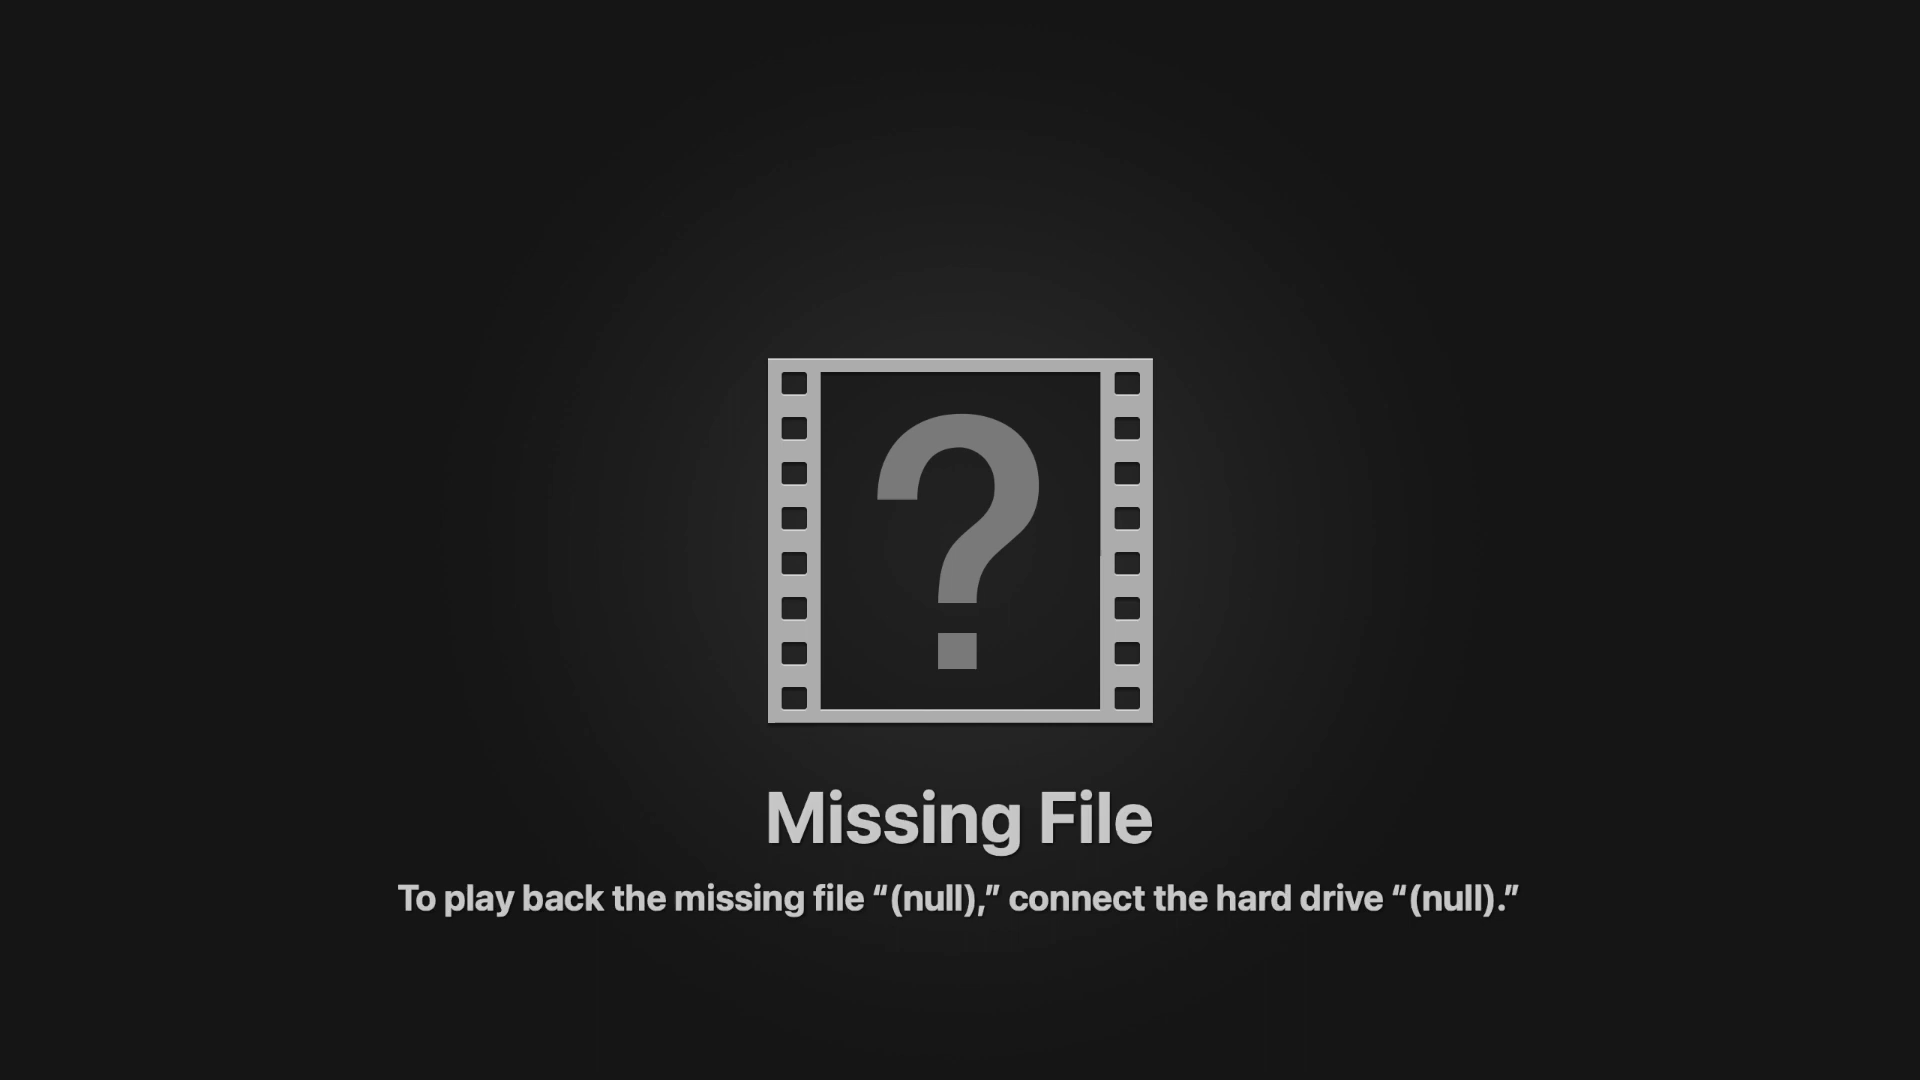 ?
Missing File
To play back the missing file “(null),” connect the hard drive “(null).”